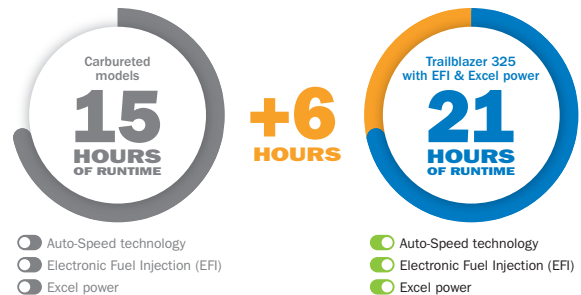 Carbureted
models
15
HOURS
OF RUNTIME
+6
HOURS
Trailblazer 325
with EFI & Excel power
21
HOURS
OF RUNTIME
Auto-Speed technology
Electronic Fuel Injection (EFI)
Excel power
Auto-Speed technology
Electronic Fuel Injection (EFI)
Excel power